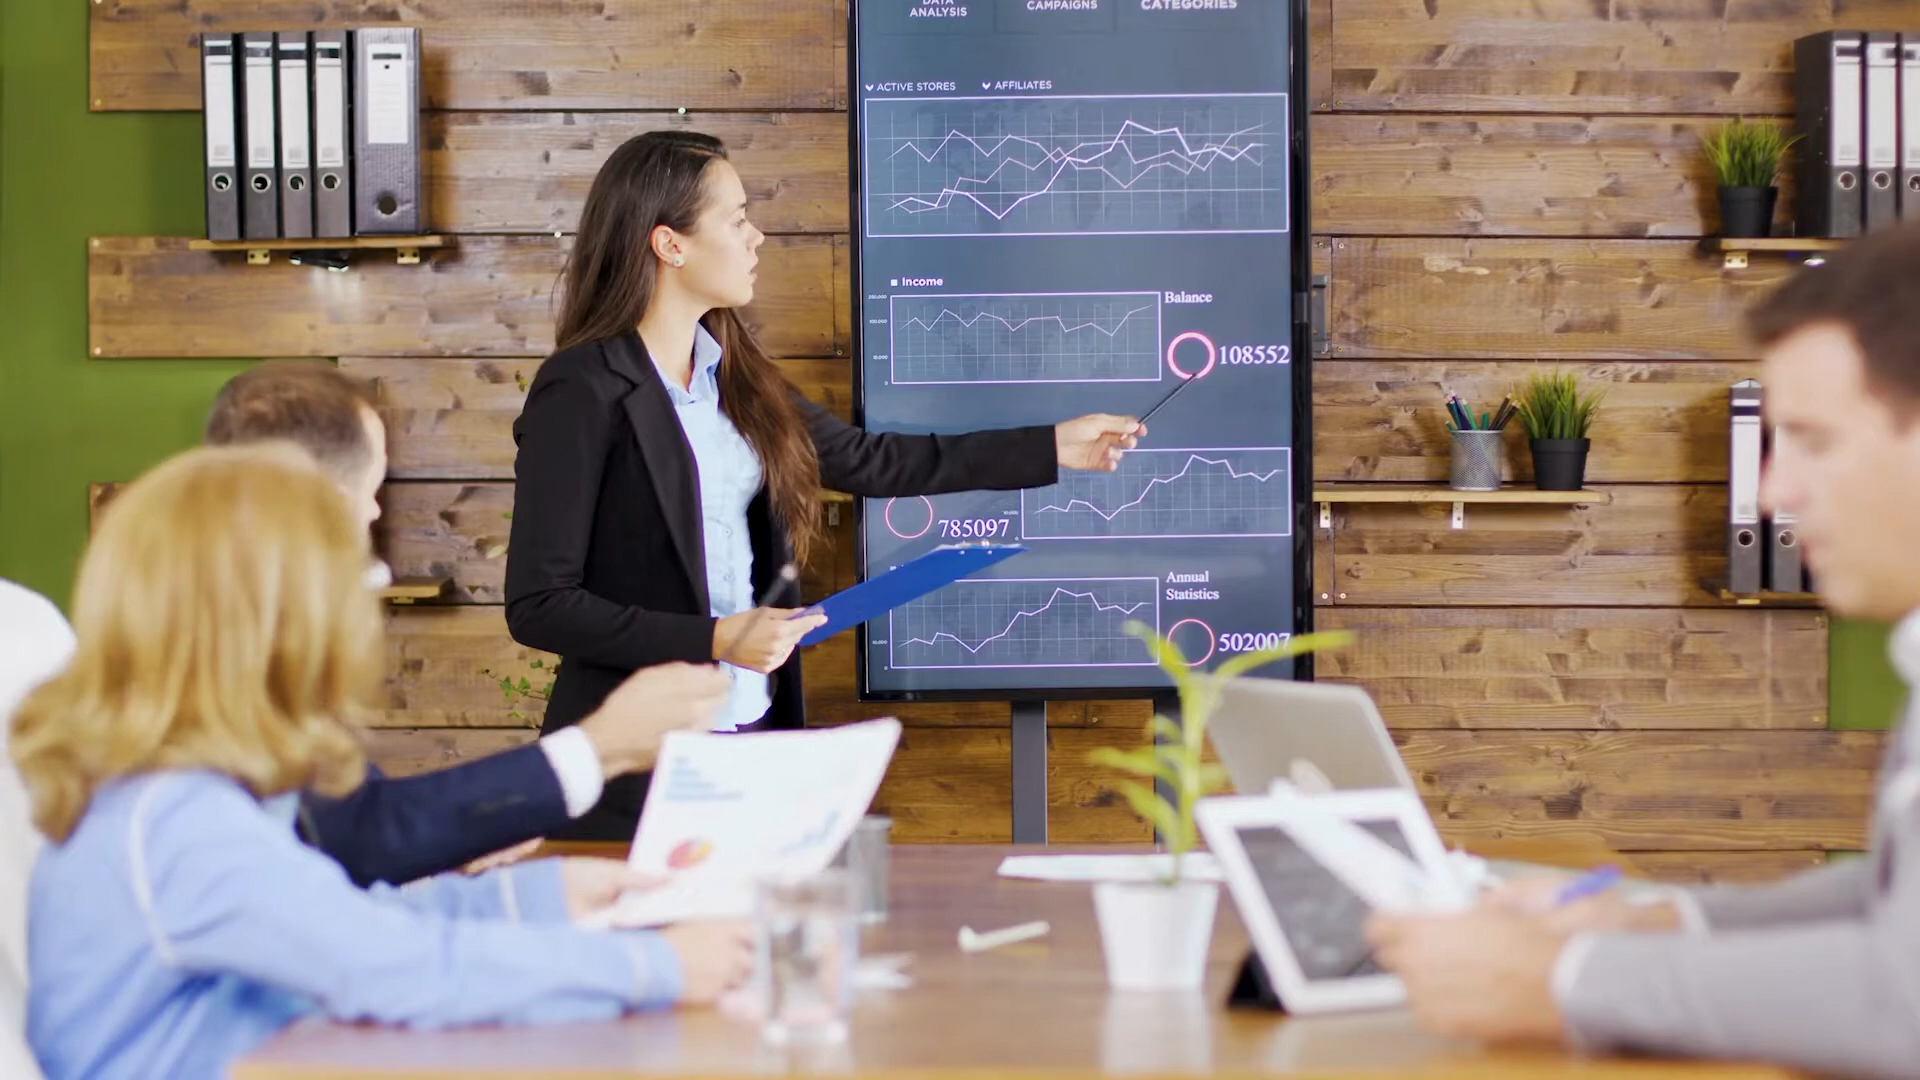 DATA
ANALYSIS
CAMPAIGNS
CATEGORIES
ACTIVE STORES
AFFILIATES
Income
Balance
108552
785097
Annual
Statistics
502007